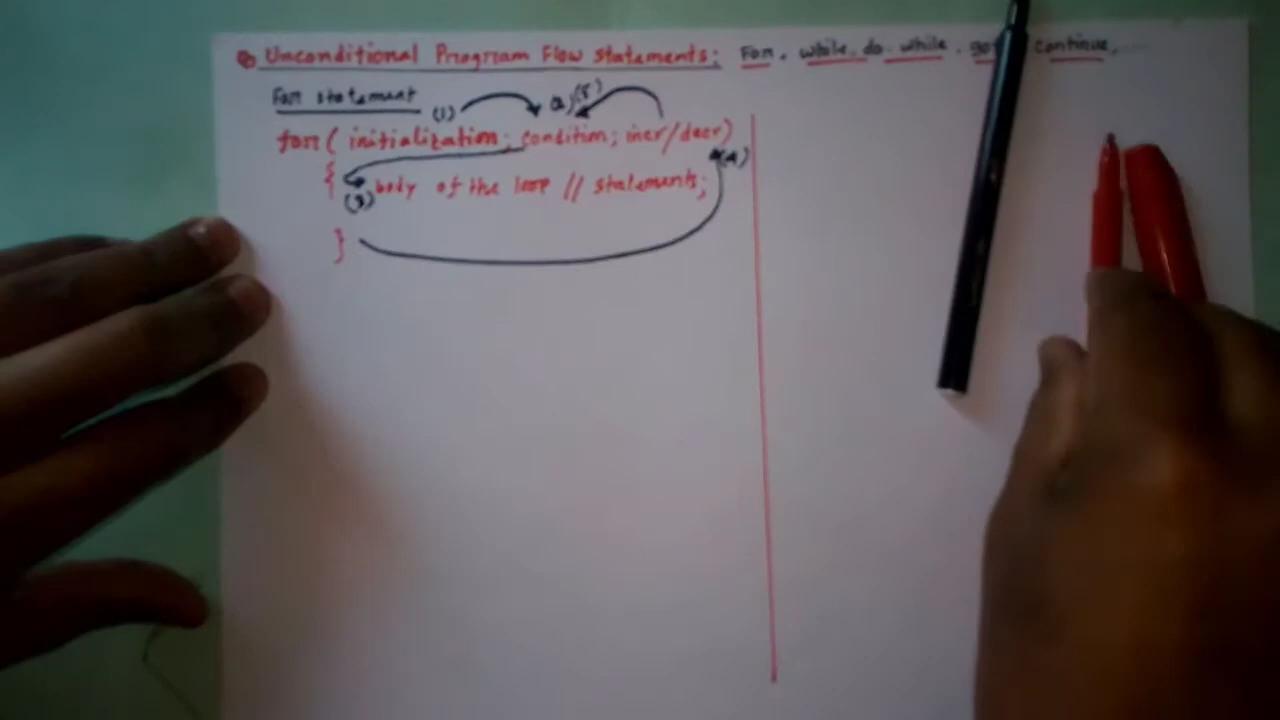 Unconditional Program Flow Statements: For, while, do while, continue,
For statement
(1) (2) (5)
for( initialization; condition; incr/decr)
(4)
{ body of the loop // statements;
(3)
}